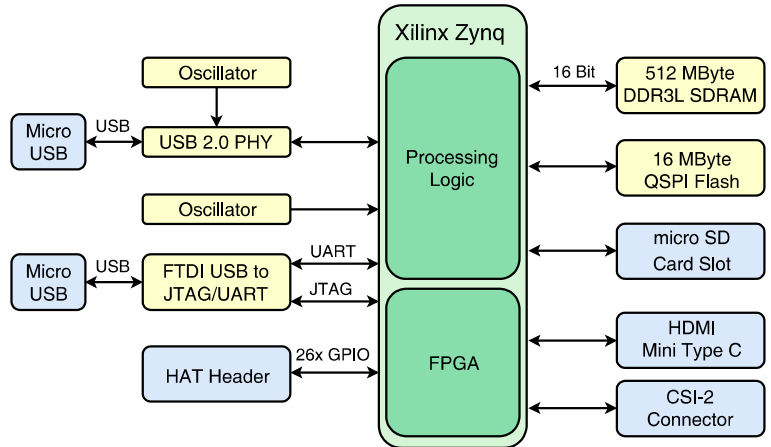 Xilinx Zynq
Oscillator
Micro
USB
USB
USB 2.0 PHY
Oscillator
Micro
USB
USB
FTDI USB to
JTAG/UART
UART
JTAG
HAT Header
26x GPIO
Processing
Logic
FPGA
16 Bit
512 MByte
DDR3L SDRAM
16 MByte
QSPI Flash
micro SD
Card Slot
HDMI
Mini Type C
CSI-2
Connector